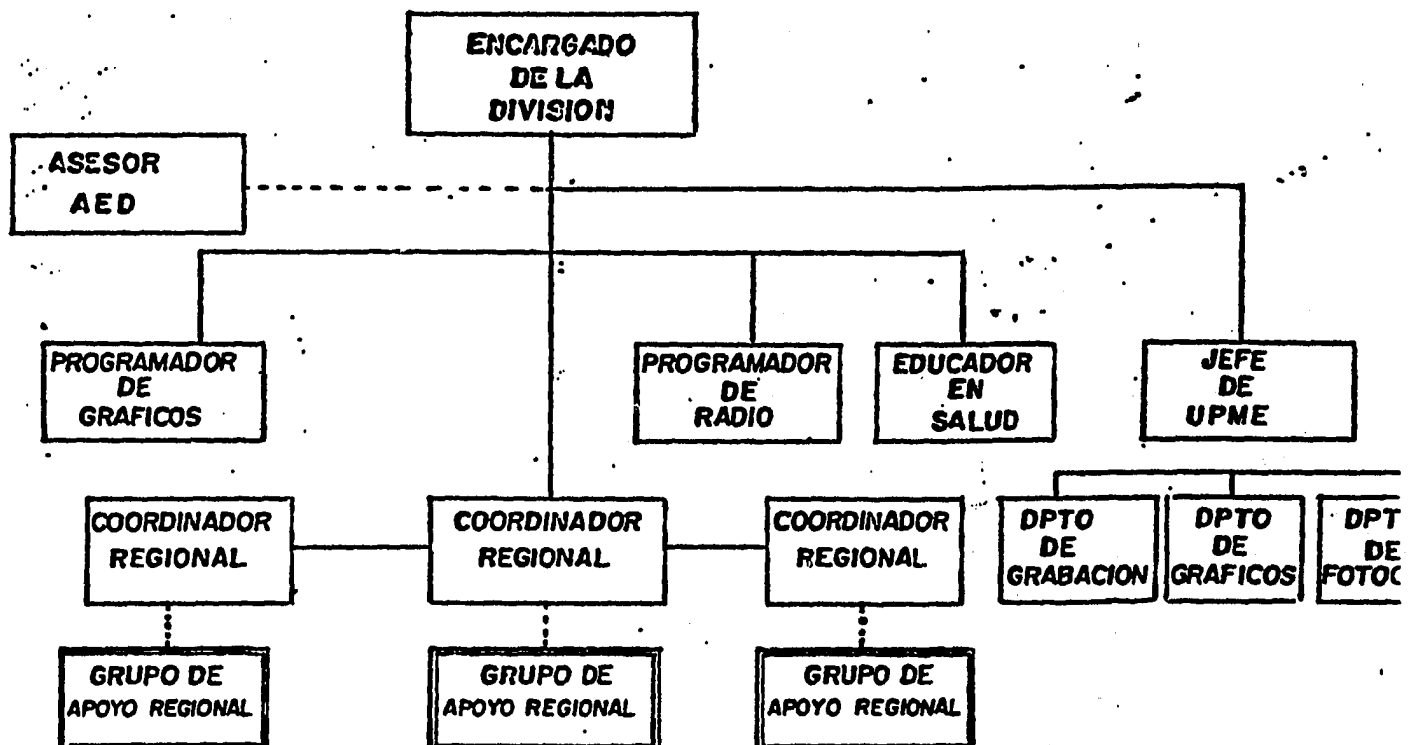 ENCARGADO
DE LA
DIVISION
ASESOR
AED
PROGRAMADOR
DE
GRAFICOS
PROGRAMADOR
DE
RADIO
EDUCADOR
EN
SALUD
JEFE
DE
UPME
COORDINADOR
REGIONAL
COORDINADOR
REGIONAL
COORDINADOR
REGIONAL
DPTO
DE
GRABACION
DPTO
DE
GRAFICOS
DPT
DE
FOTOC
GRUPO DE
APOYO REGIONAL
GRUPO DE
APOYO REGIONAL
GRUPO DE
APOYO REGIONAL